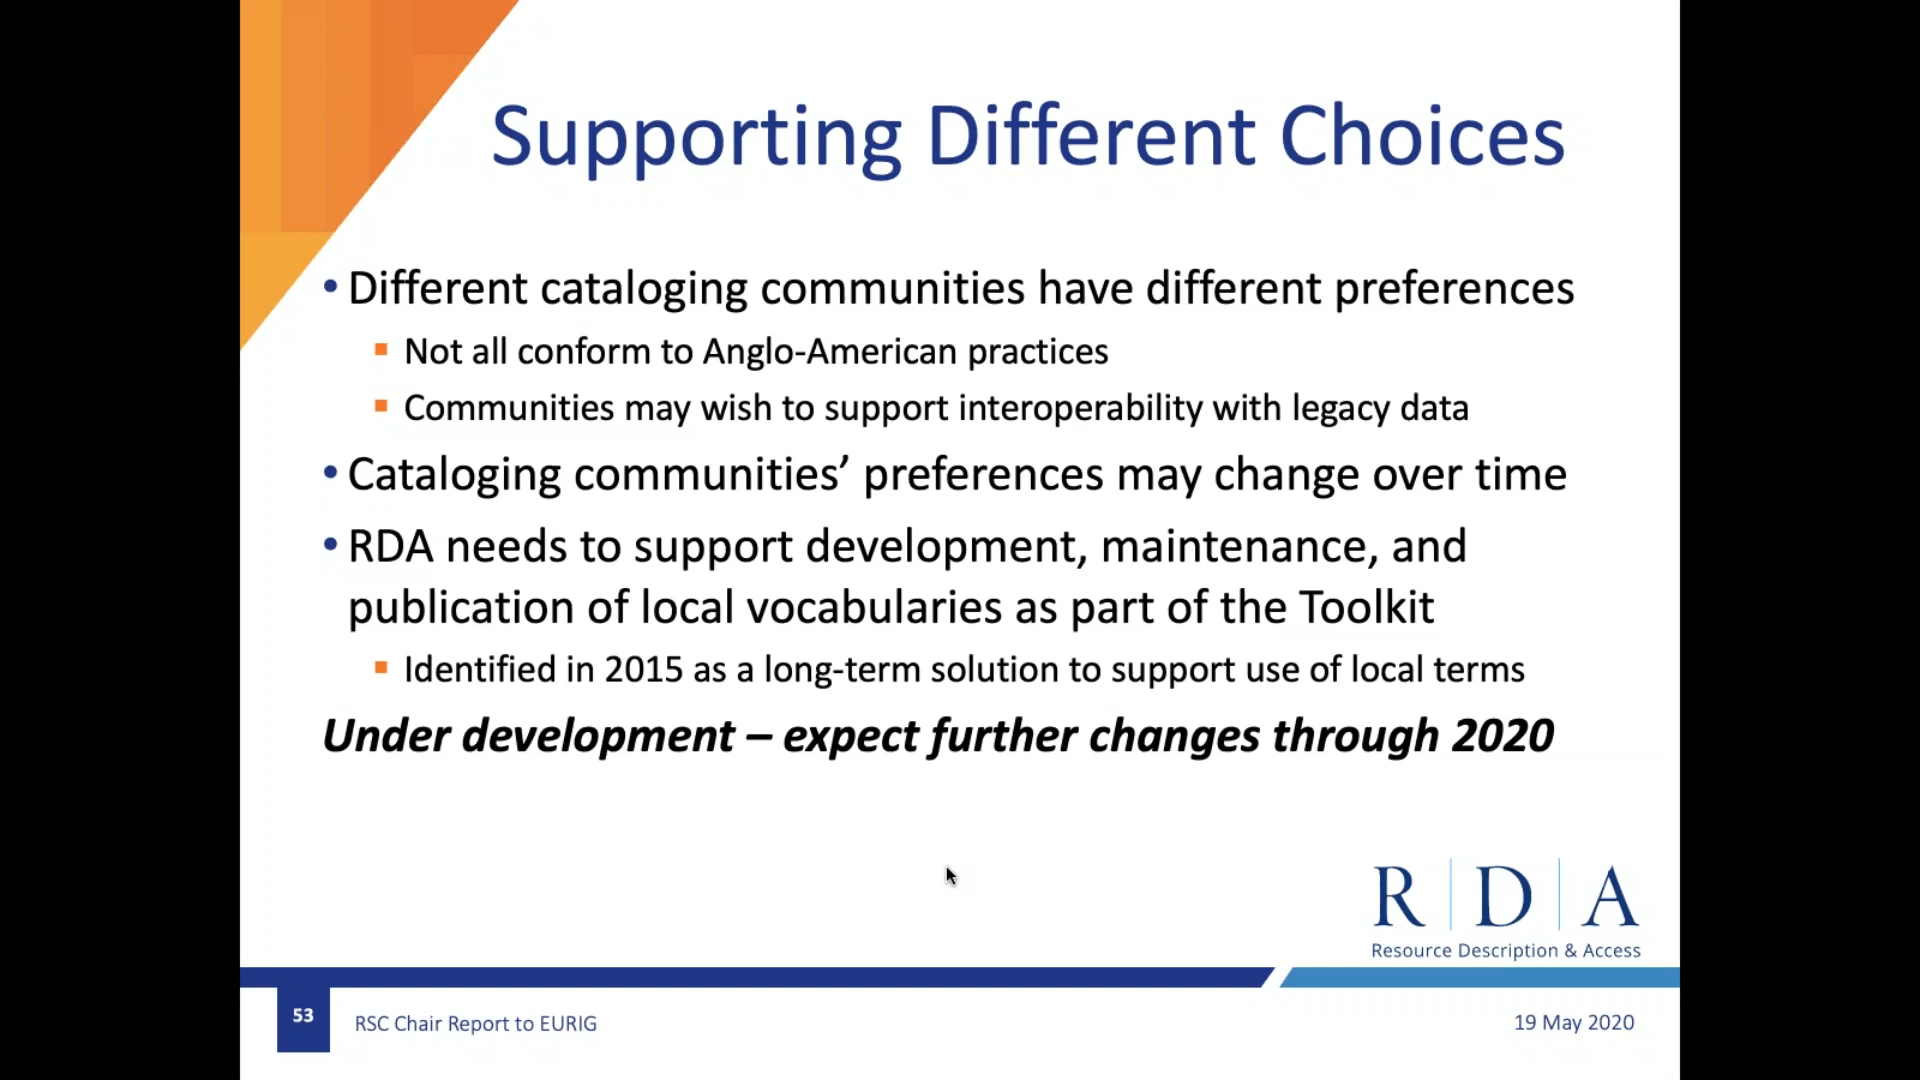 Supporting Different Choices
• Different cataloging communities have different preferences
▪ Not all conform to Anglo-American practices
▪ Communities may wish to support interoperability with legacy data
• Cataloging communities’ preferences may change over time
• RDA needs to support development, maintenance, and
publication of local vocabularies as part of the Toolkit
▪ Identified in 2015 as a long-term solution to support use of local terms
Under development – expect further changes through 2020
R|D|A
Resource Description & Access
53
RSC Chair Report to EURIG
19 May 2020